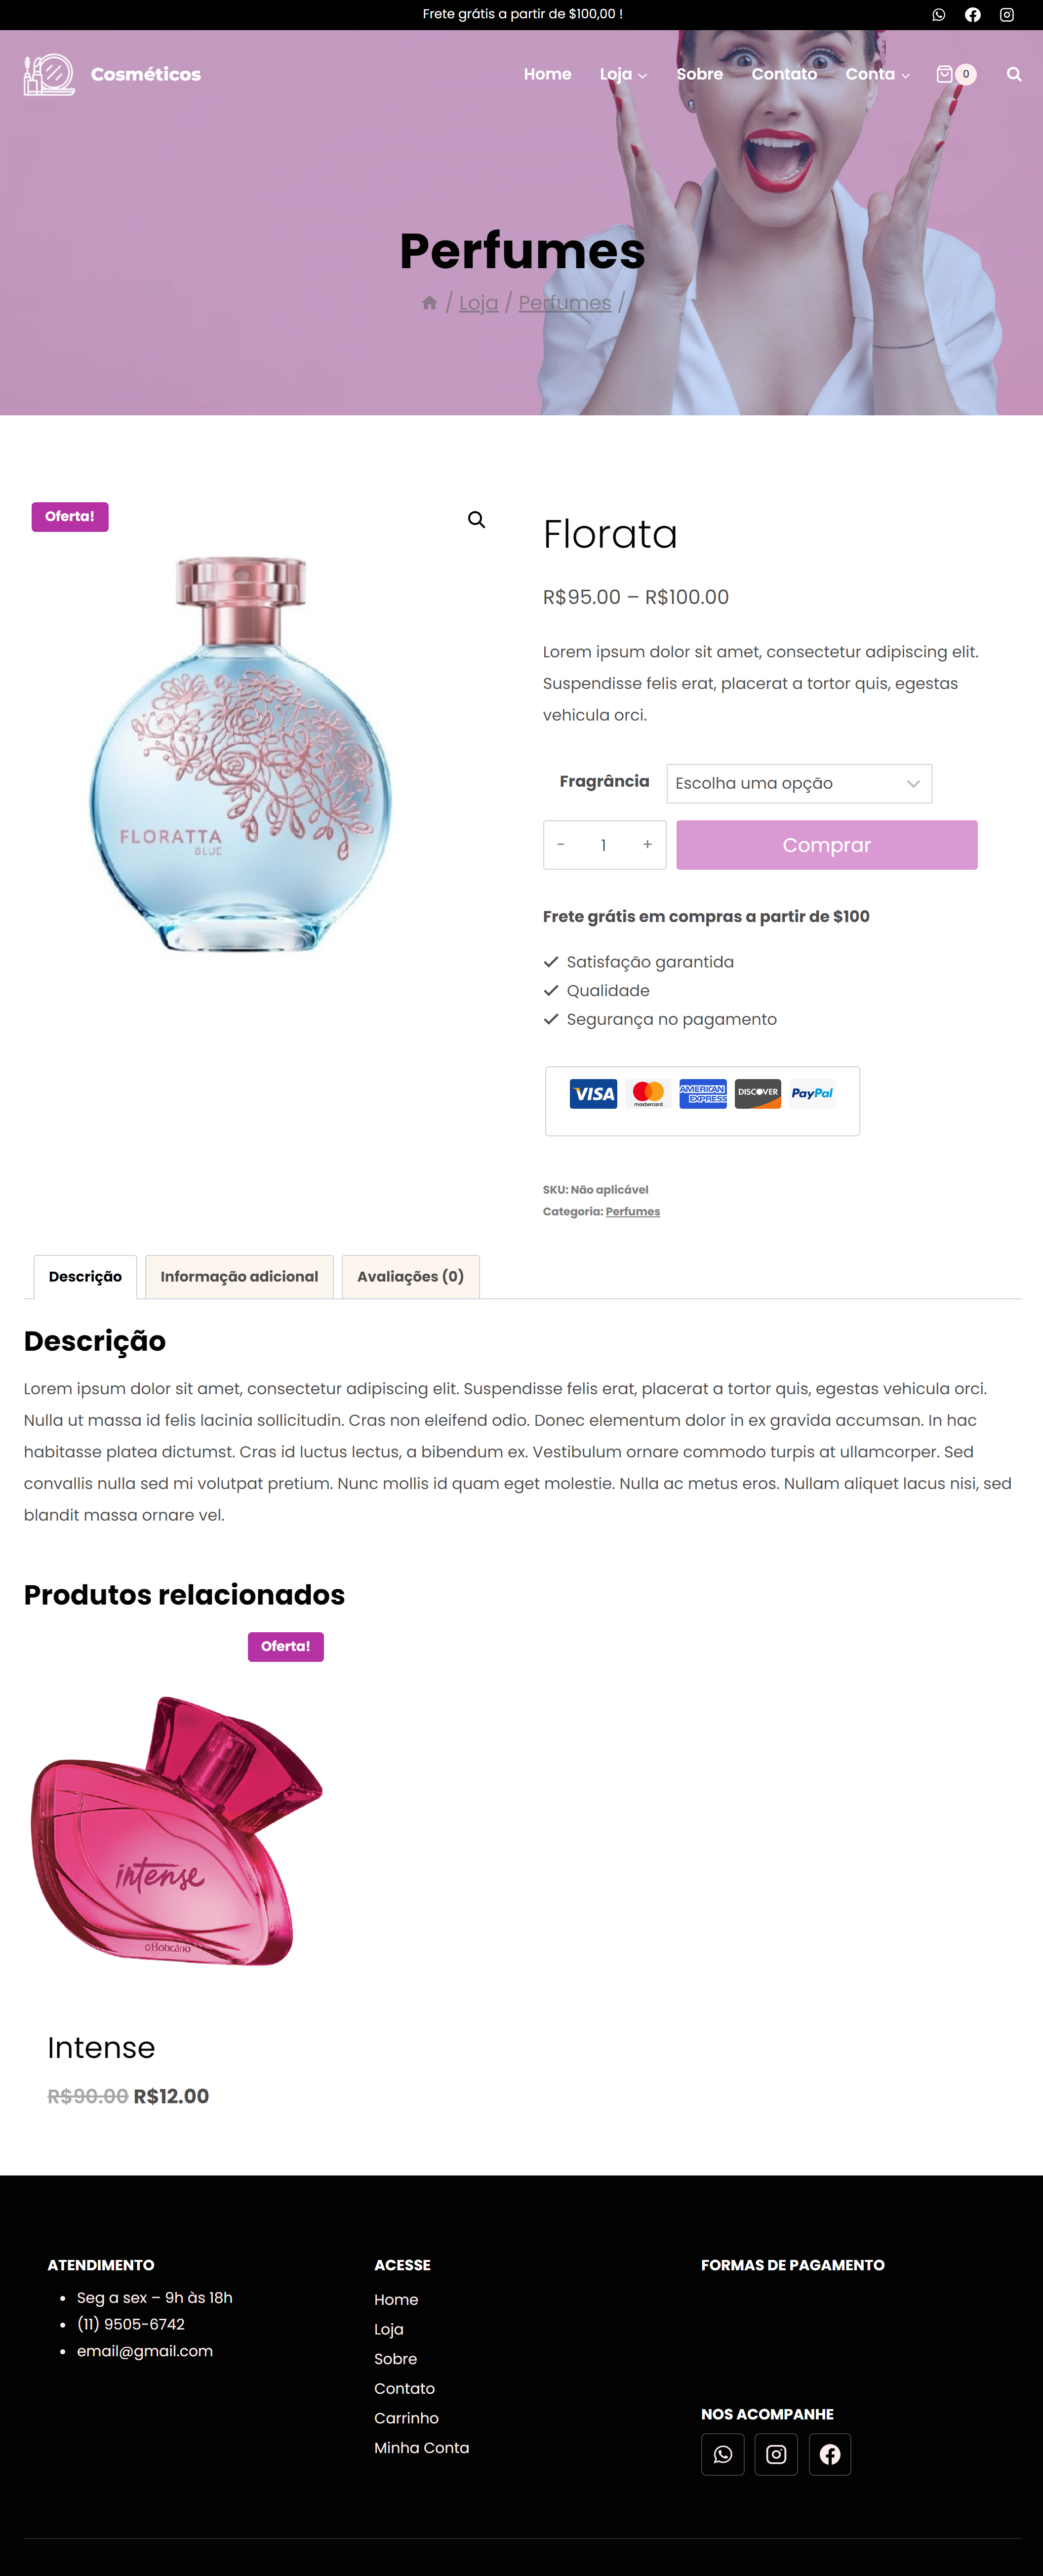 Frete grátis a partir de $100,00 !
Cosméticos
Home Loja Sobre Contato Conta 0
Perfumes
/ Loja / Perfumes /
Oferta!
FLORATTA
BLUE
Florata
R$95.00 – R$100.00
Lorem ipsum dolor sit amet, consectetur adipiscing elit.
Suspendisse felis erat, placerat a tortor quis, egestas
vehicula orci.
Fragrância Escolha uma opção
- 1 +
Comprar
Frete grátis em compras a partir de $100
Satisfação garantida
Qualidade
Segurança no pagamento
VISA mastercard AMERICAN EXPRESS DISCOVER PayPal
SKU: Não aplicável
Categoria: Perfumes
Descrição Informação adicional Avaliações (0)
Descrição
Lorem ipsum dolor sit amet, consectetur adipiscing elit. Suspendisse felis erat, placerat a tortor quis, egestas vehicula orci.
Nulla ut massa id felis lacinia sollicitudin. Cras non eleifend odio. Donec elementum dolor in ex gravida accumsan. In hac
habitasse platea dictumst. Cras id luctus lectus, a bibendum ex. Vestibulum ornare commodo turpis at ullamcorper. Sed
convallis nulla sed mi volutpat pretium. Nunc mollis id quam eget molestie. Nulla ac metus eros. Nullam aliquet lacus nisi, sed
blandit massa ornare vel.
Produtos relacionados
Oferta!
intense
oBoticário
Intense
R$90.00 R$12.00
ATENDIMENTO
Seg a sex – 9h às 18h
(11) 9505-6742
email@gmail.com
ACESSE
Home
Loja
Sobre
Contato
Carrinho
Minha Conta
FORMAS DE PAGAMENTO
NOS ACOMPANHE